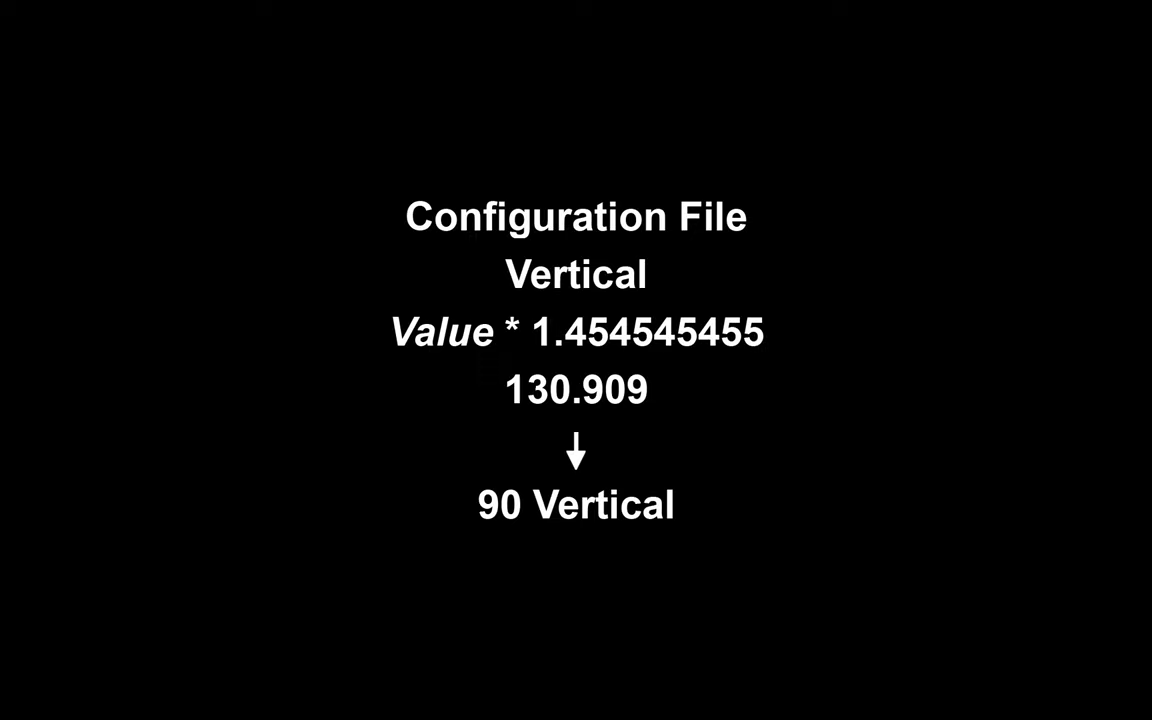 Configuration File
Vertical
Value * 1.454545455
130.909
↓
90 Vertical